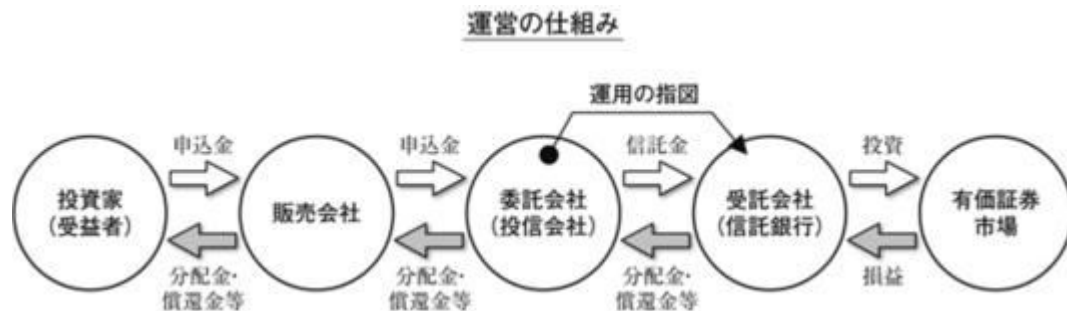 運営の仕組み
運用の指図
申込金
申込金
信託金
投資
投資家
（受益者）
販売会社
委託会社
（投信会社）
受託会社
（信託銀行）
有価証券
市場
分配金・
償還金等
分配金・
償還金等
分配金・
償還金等
損益